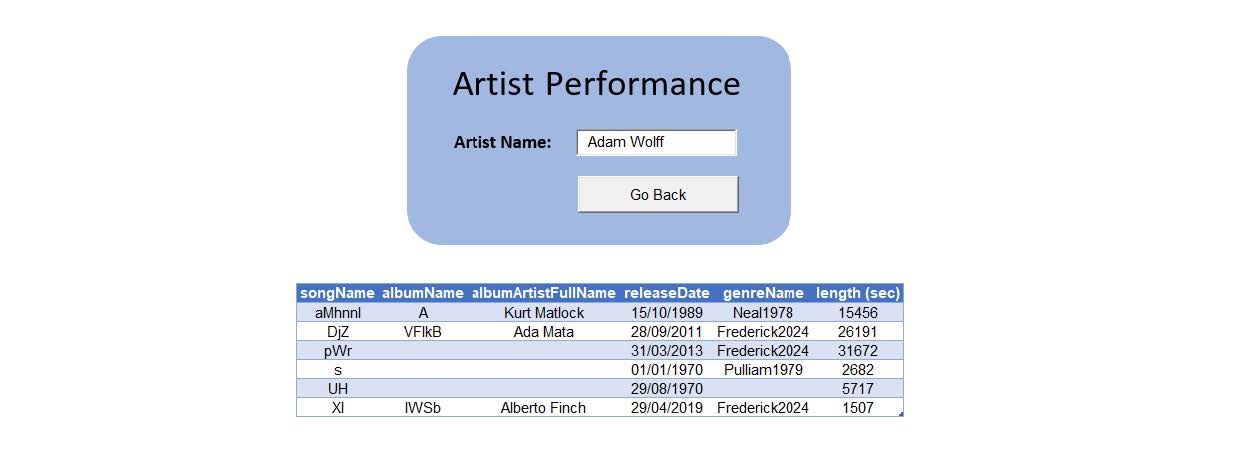 Artist Performance
Artist Name: Adam Wolff
Go Back
songName albumName albumArtistFullName releaseDate genreName length (sec)
aMhnnl A Kurt Matlock 15/10/1989 Neal1978 15456
DjZ VFlkB Ada Mata 28/09/2011 Frederick2024 26191
pWr 31/03/2013 Frederick2024 31672
s 01/01/1970 Pulliam1979 2682
UH 29/08/1970 5717
Xl IWSb Alberto Finch 29/04/2019 Frederick2024 1507